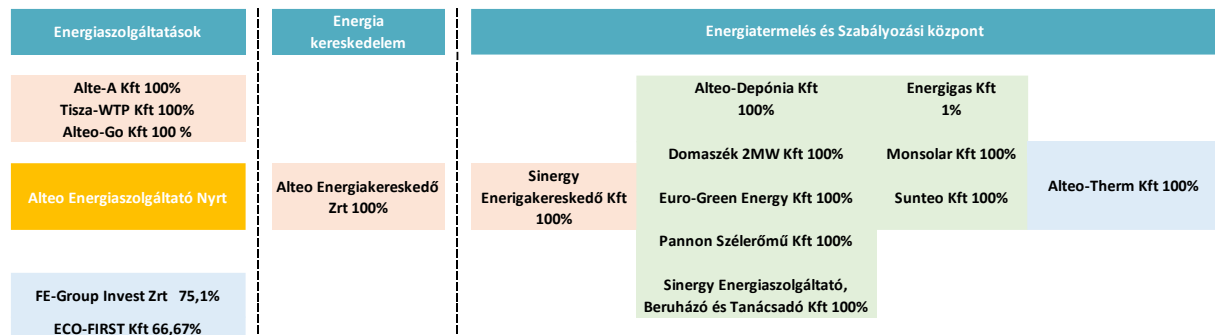 Energiaszolgáltatások
Energia
kereskedelem
Energiatermelés és Szabályozási központ
Alte-A Kft 100%
Tisza-WTP Kft 100%
Alteo-Go Kft 100 %
Alteo Energiaszolgáltató Nyrt
FE-Group Invest Zrt 75,1%
ECO-FIRST Kft 66,67%
Alteo Energiakereskedő
Zrt 100%
Sinergy
Enerigakereskedő Kft
100%
Alteo-Depónia Kft
100%
Domaszék 2MW Kft 100%
Euro-Green Energy Kft 100%
Pannon Szélerőmű Kft 100%
Sinergy Energiaszolgáltató,
Beruházó és Tanácsadó Kft 100%
Energigas Kft
1%
Monsolar Kft 100%
Sunteo Kft 100%
Alteo-Therm Kft 100%